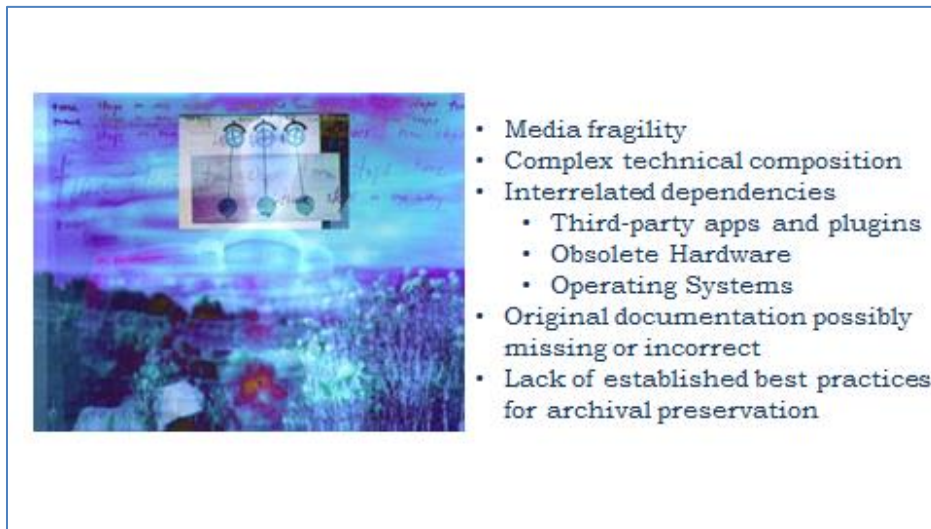 • Media fragility
• Complex technical composition
• Interrelated dependencies
• Third-party apps and plugins
• Obsolete Hardware
• Operating Systems
• Original documentation possibly
missing or incorrect
• Lack of established best practices
for archival preservation